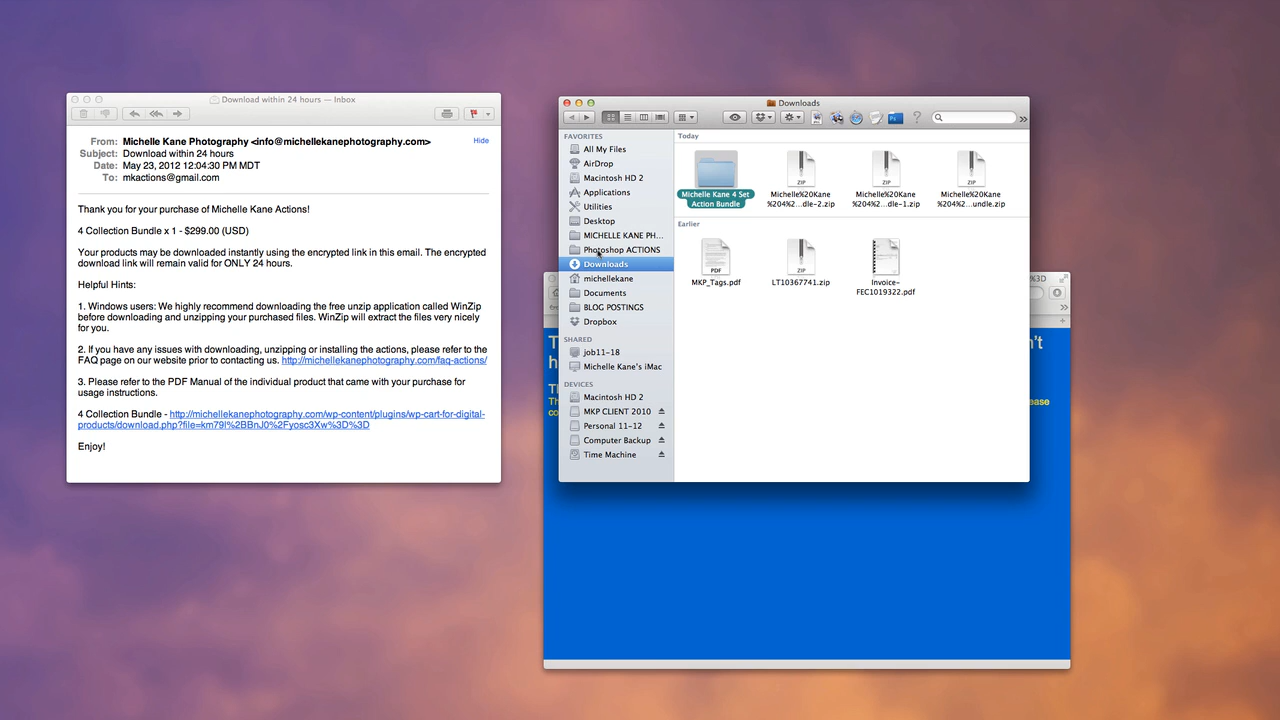 Download within 24 hours — Inbox
From: Michelle Kane Photography <info@michellekanephotography.com>
Hide
Subject: Download within 24 hours
Date: May 23, 2012 12:04:30 PM MDT
To: mkactions@gmail.com
Thank you for your purchase of Michelle Kane Actions!
4 Collection Bundle x 1 - $299.00 (USD)
Your products may be downloaded instantly using the encrypted link in this email. The encrypted
download link will remain valid for ONLY 24 hours.
Helpful Hints:
1. Windows users: We highly recommend downloading the free unzip application called WinZip
before downloading and unzipping your purchased files. WinZip will extract the files very nicely
for you.
2. If you have any issues with downloading, unzipping or installing the actions, please refer to the
FAQ page on our website prior to contacting us. http://michellekanephotography.com/faq-actions/
3. Please refer to the PDF Manual of the individual product that came with your purchase for
usage instructions.
4 Collection Bundle - http://michellekanephotography.com/wp-content/plugins/wp-cart-for-digital-
products/download.php?file=km79l%2BBnJ0%2Fyosc3Xw%3D%3D
Enjoy!
Downloads
FAVORITES
All My Files
AirDrop
Macintosh HD 2
Applications
Utilities
Desktop
MICHELLE KANE PH...
Photoshop ACTIONS
Downloads
michellekane
Documents
BLOG POSTINGS
Dropbox
SHARED
job11-18
Michelle Kane's iMac
DEVICES
Macintosh HD 2
MKP CLIENT 2010
Personal 11-12
Computer Backup
Time Machine
Today
Michelle Kane 4 Set
Action Bundle
ZIP
Michelle%20Kane
%204%2...dle-2.zip
ZIP
Michelle%20Kane
%204%2...dle-1.zip
ZIP
Michelle%20Kane
%204%2...undle.zip
Earlier
PDF
MKP_Tags.pdf
ZIP
LT10367741.zip
Invoice-
FEC1019322.pdf
%3D
T
n't
h
Th
ease